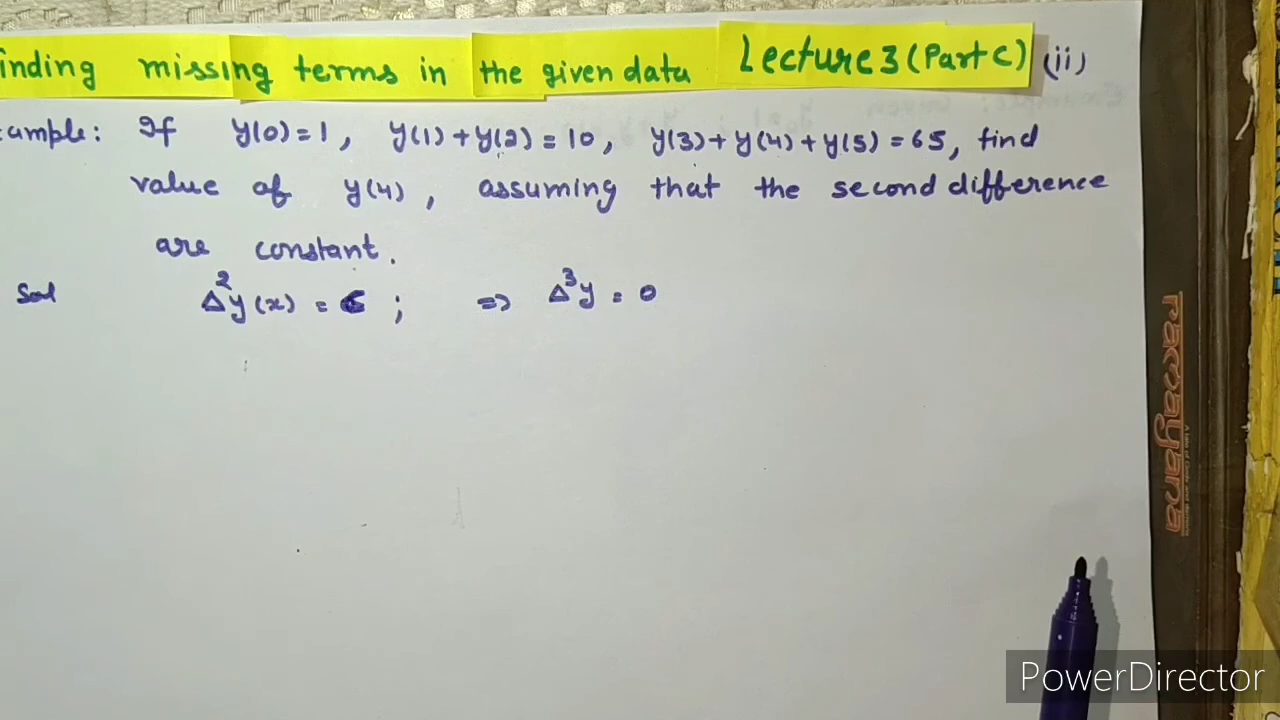 inding missing terms in the given data Lecture 3 (Part C) (ii)
ample: If y(0)=1, y(1)+y(2)=10, y(3)+y(4)+y(5)=65, find
value of y(4), assuming that the second difference
are constant.
Sol Δ²y(x) = C ; => Δ³y = 0
Ramayana
PowerDirector